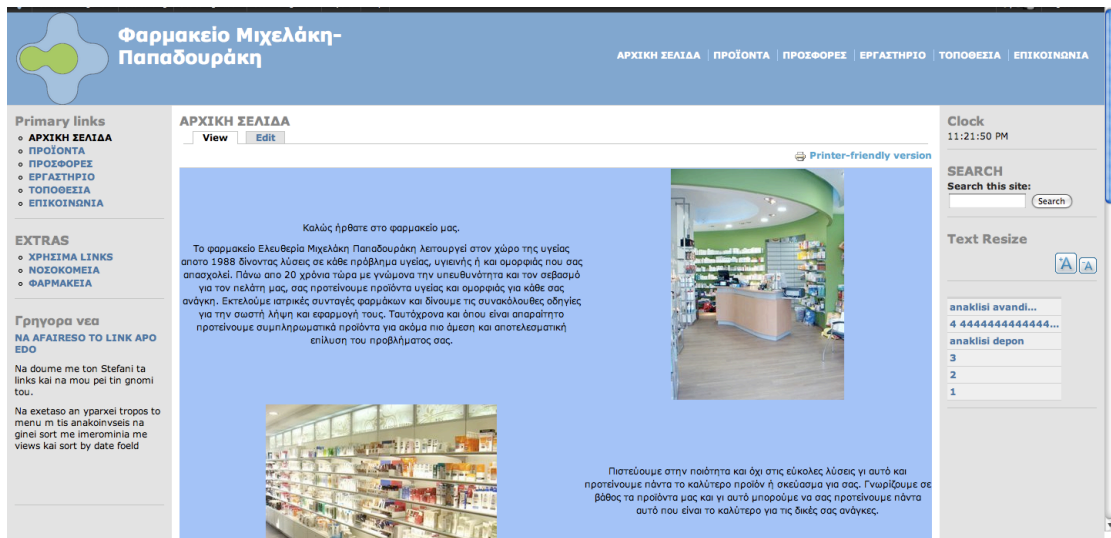 Φαρμακείο Μιχελάκη-
Παπαδουράκη
ΑΡΧΙΚΗ ΣΕΛΙΔΑ ΠΡΟΪΟΝΤΑ ΠΡΟΣΦΟΡΕΣ ΕΡΓΑΣΤΗΡΙΟ ΤΟΠΟΘΕΣΙΑ ΕΠΙΚΟΙΝΩΝΙΑ
Primary links
ΑΡΧΙΚΗ ΣΕΛΙΔΑ
ΠΡΟΪΟΝΤΑ
ΠΡΟΣΦΟΡΕΣ
ΕΡΓΑΣΤΗΡΙΟ
ΤΟΠΟΘΕΣΙΑ
ΕΠΙΚΟΙΝΩΝΙΑ
EXTRAS
ΧΡΗΣΙΜΑ LINKS
ΝΟΣΟΚΟΜΕΙΑ
ΦΑΡΜΑΚΕΙΑ
Γρηγορα νεα
NA AFAIRESO TO LINK APO
EDO
Na doume me ton Stefani ta
links kai na mou pei tin gnomi
tou.
Na exetaso an yparxei tropos to
menu m tis anakoinvseis na
ginei sort me imerominia me
views kai sort by date foeld
ΑΡΧΙΚΗ ΣΕΛΙΔΑ
View Edit
Printer-friendly version
Καλώς ήρθατε στο φαρμακείο μας.
Το φαρμακείο Ελευθερία Μιχελάκη Παπαδουράκη λειτουργεί στον χώρο της υγείας
αποτο 1988 δίνοντας λύσεις σε κάθε πρόβλημα υγείας, υγιεινής ή και ομορφιάς που σας
απασχολεί. Πάνω απο 20 χρόνια τώρα με γνώμονα την υπευθυνότητα και τον σεβασμό
για τον πελάτη μας, σας προτείνουμε προϊόντα υγείας και ομορφιάς για κάθε σας
ανάγκη. Εκτελούμε ιατρικές συνταγές φαρμάκων και δίνουμε τις συνακόλουθες οδηγίες
για την σωστή λήψη και εφαρμογή τους. Ταυτόχρονα και όπου είναι απαραίτητο
προτείνουμε συμπληρωματικά προϊόντα για ακόμα πιο άμεση και αποτελεσματική
επίλυση του προβλήματος σας.
Πιστεύουμε στην ποιότητα και όχι στις εύκολες λύσεις γι αυτό και
προτείνουμε πάντα το καλύτερο προϊόν ή σκεύασμα για σας. Γνωρίζουμε σε
βάθος τα προϊόντα μας και γι αυτό μπορούμε να σας προτείνουμε πάντα
αυτό που είναι το καλύτερο για τις δικές σας ανάγκες.
Clock
11:21:50 PM
SEARCH
Search this site:
Search
Text Resize
A A
anaklisi avandi...
4 4444444444444...
anaklisi depon
3
2
1